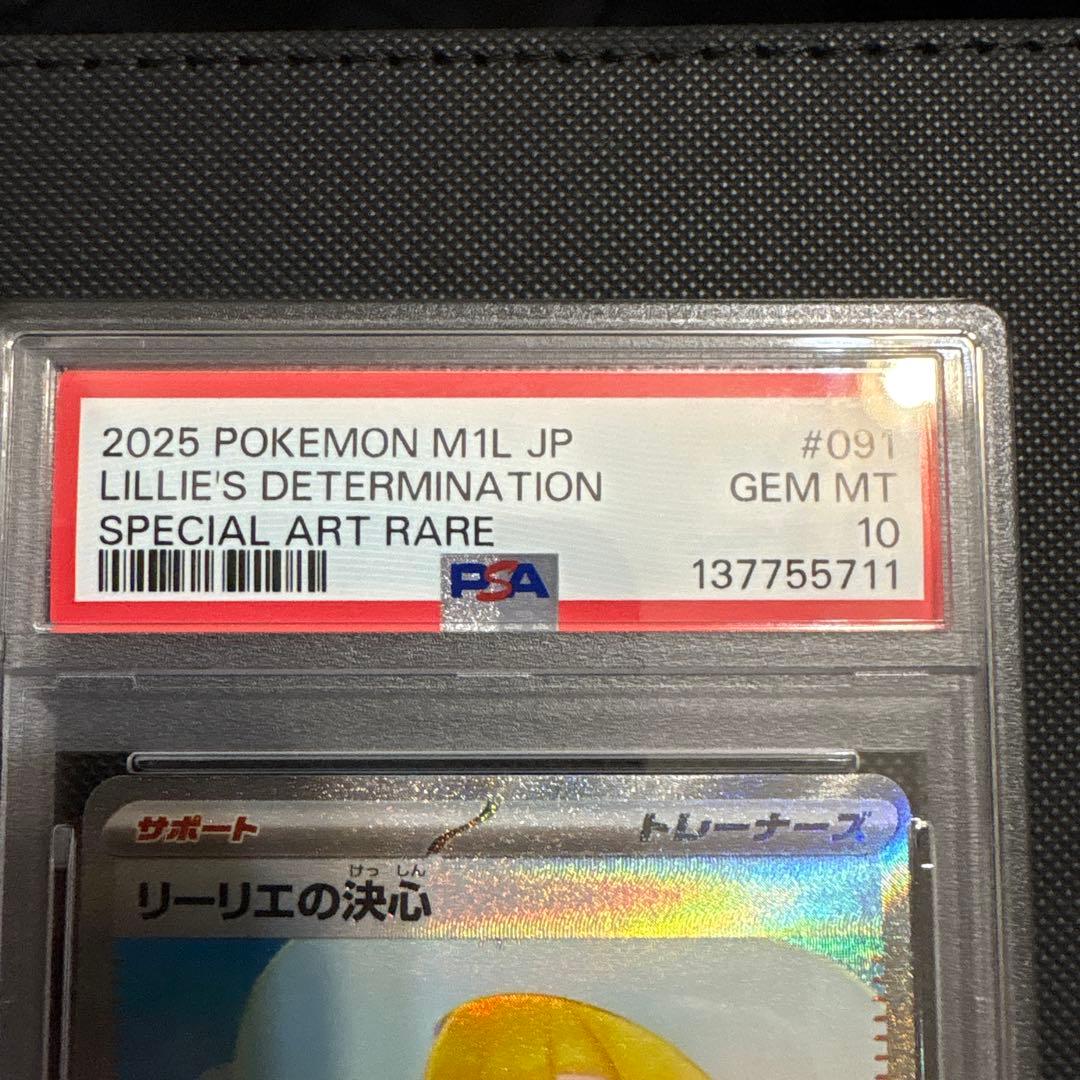 2025 POKEMON M1L JP #091
LILLIE'S DETERMINATION GEM MT
SPECIAL ART RARE 10
PSA 137755711
サポート トレーナーズ
けっ しん
リーリエの決心